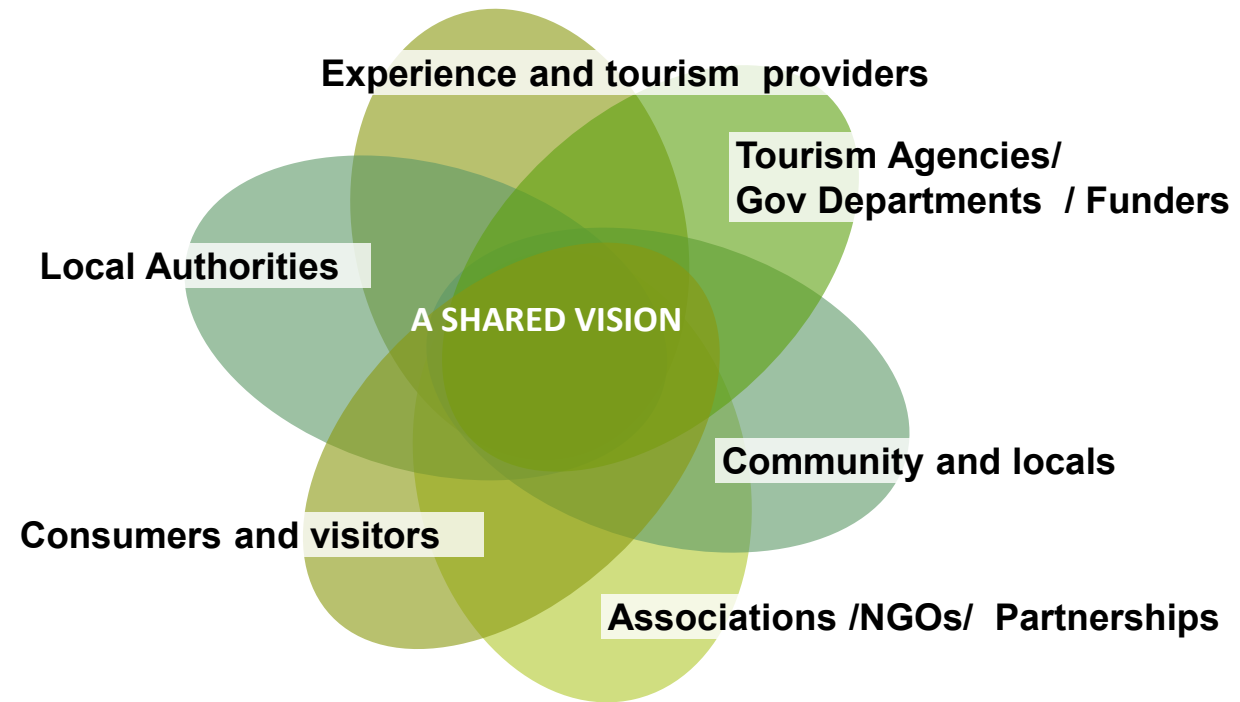 Experience and tourism  providers
Tourism Agencies/
Gov Departments  / Funders
Local Authorities
A SHARED VISION
Community and locals
Consumers and visitors
Associations /NGOs/  Partnerships